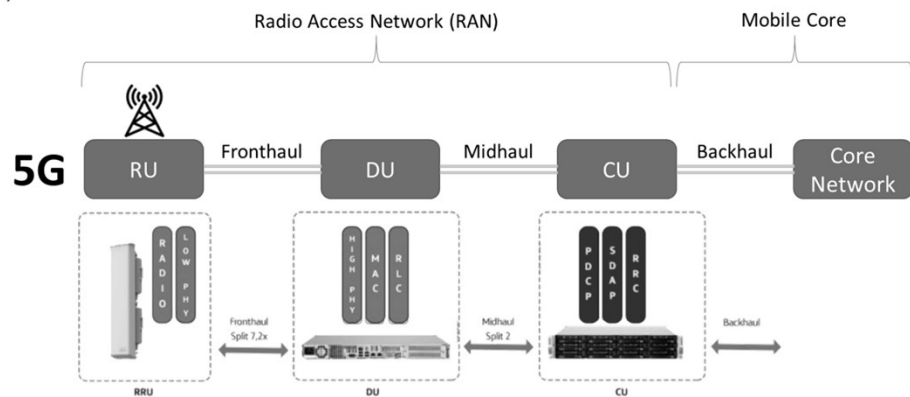 Radio Access Network (RAN)
Mobile Core
5G
RU
Fronthaul
DU
Midhaul
CU
Backhaul
Core
Network
RADIO
LOW PHY
HIGH PHY
MAC
RLC
PDCP
SDAP
RRC
Fronthaul
Split 7,2x
Midhaul
Split 2
Backhaul
RRU
DU
CU